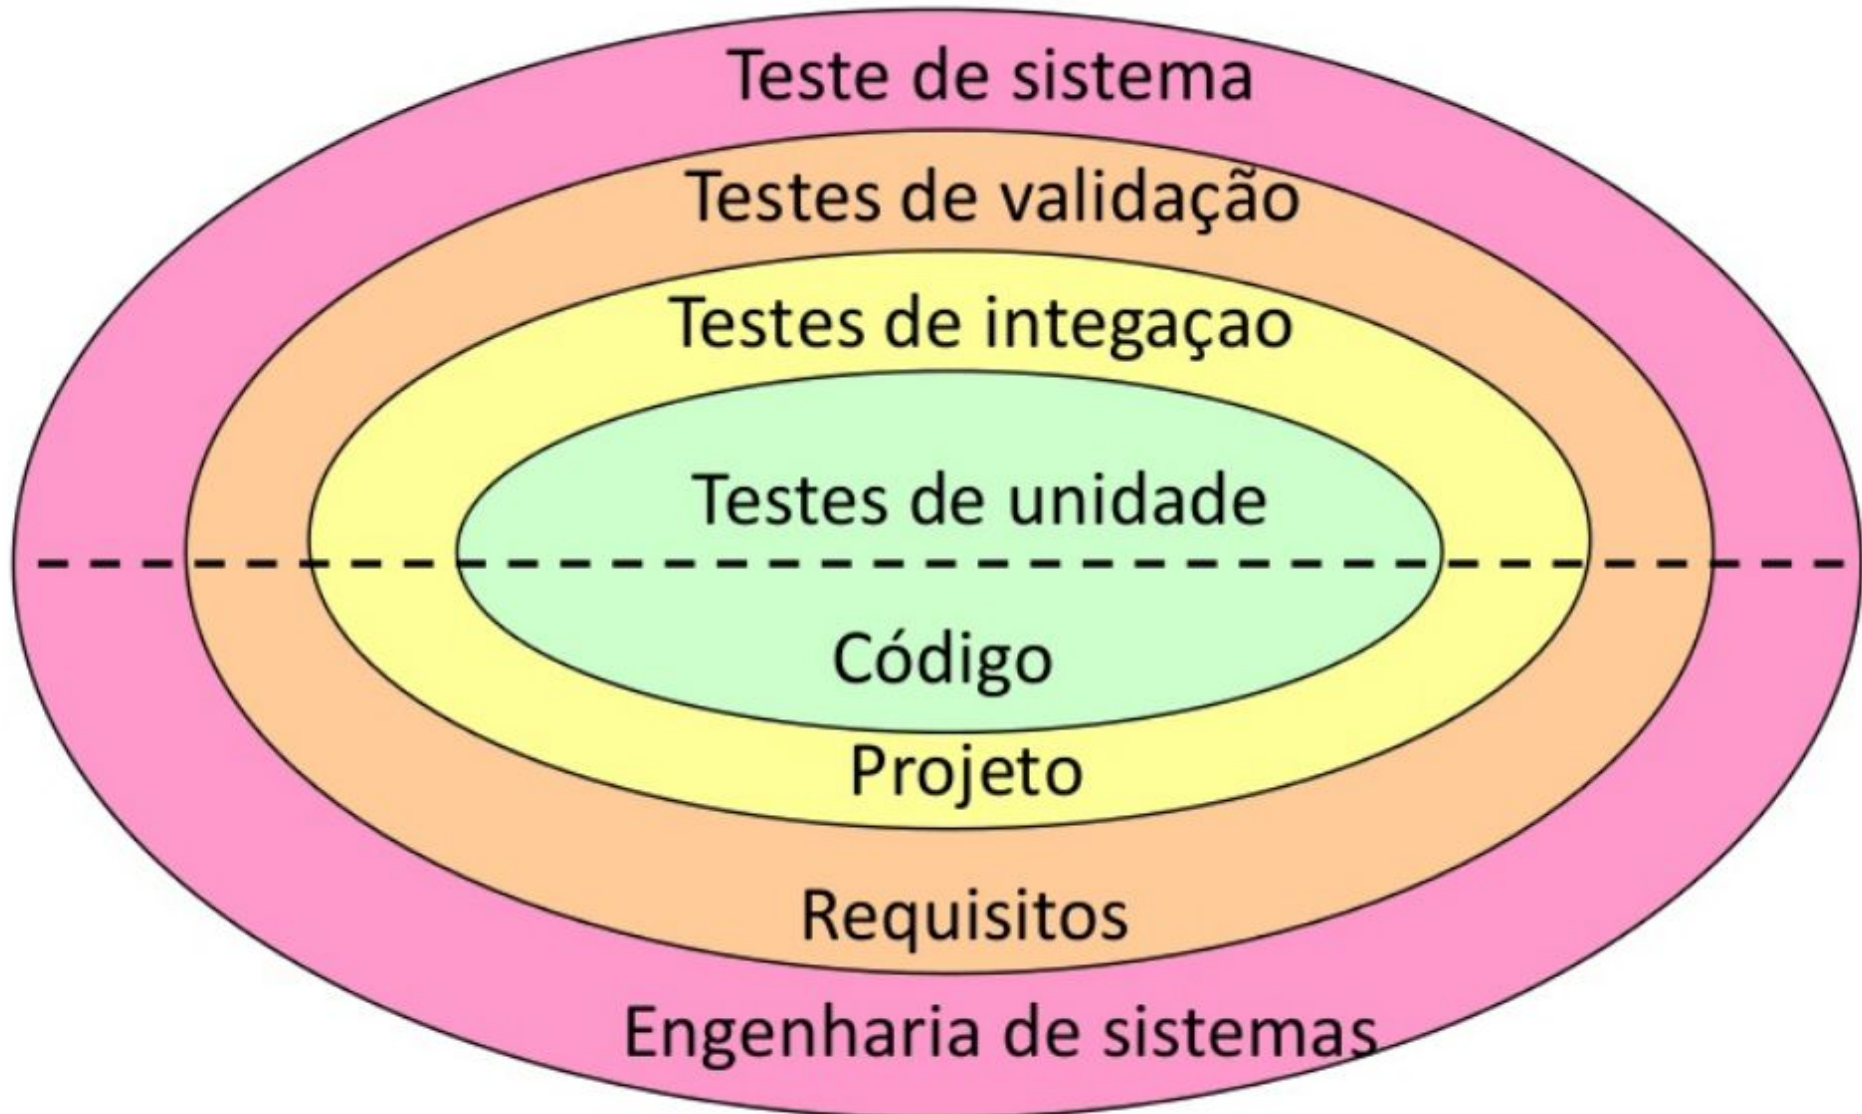 Teste de sistema
Testes de validação
Testes de integaçao
Testes de unidade
Código
Projeto
Requisitos
Engenharia de sistemas